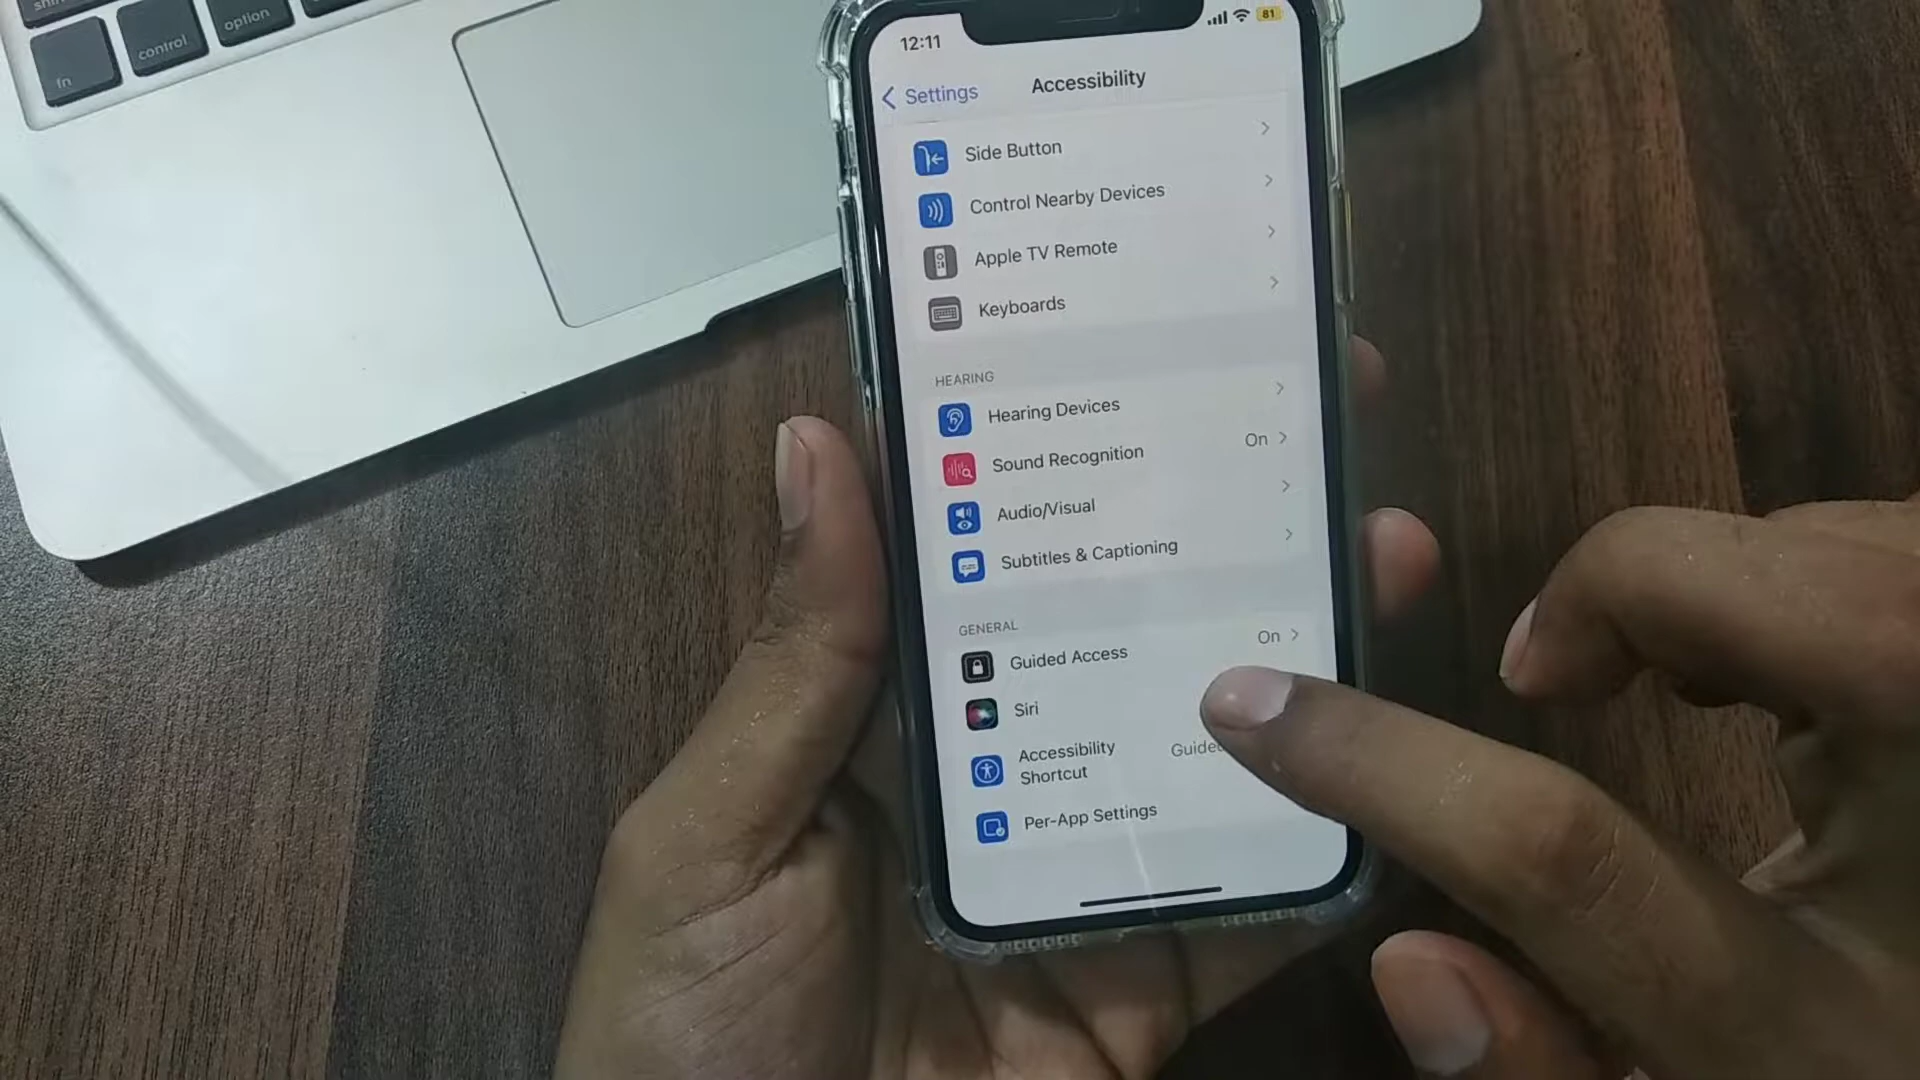 option
control
fn
12:11
81
Settings
Accessibility
Side Button
Control Nearby Devices
Apple TV Remote
Keyboards
HEARING
Hearing Devices
Sound Recognition On
Audio/Visual
Subtitles & Captioning
GENERAL
Guided Access On
Siri
Accessibility
Shortcut
Per-App Settings